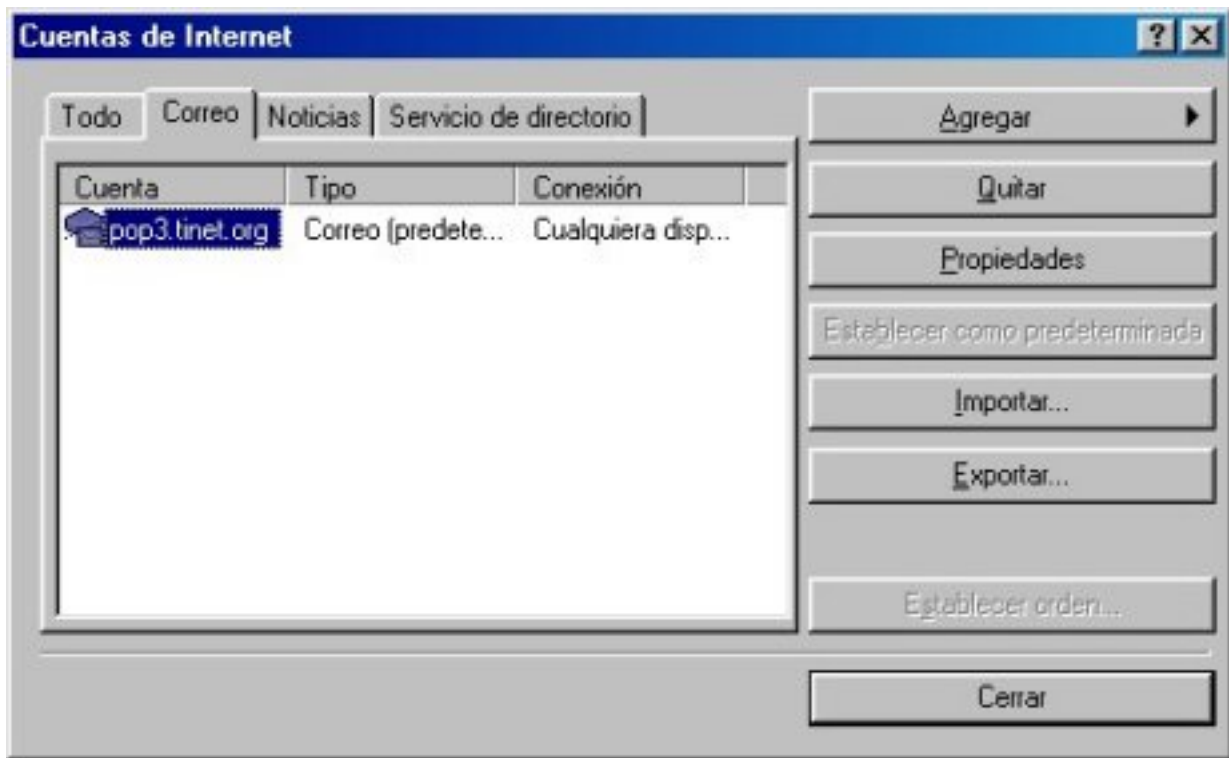 Cuentas de Internet
Todo Correo Noticias Servicio de directorio
Cuenta Tipo Conexión
pop3.tinet.org Correo (predete... Cualquiera disp...
Agregar
Quitar
Propiedades
Establecer como predeterminada
Importar...
Exportar...
Establecer orden...
Cerrar